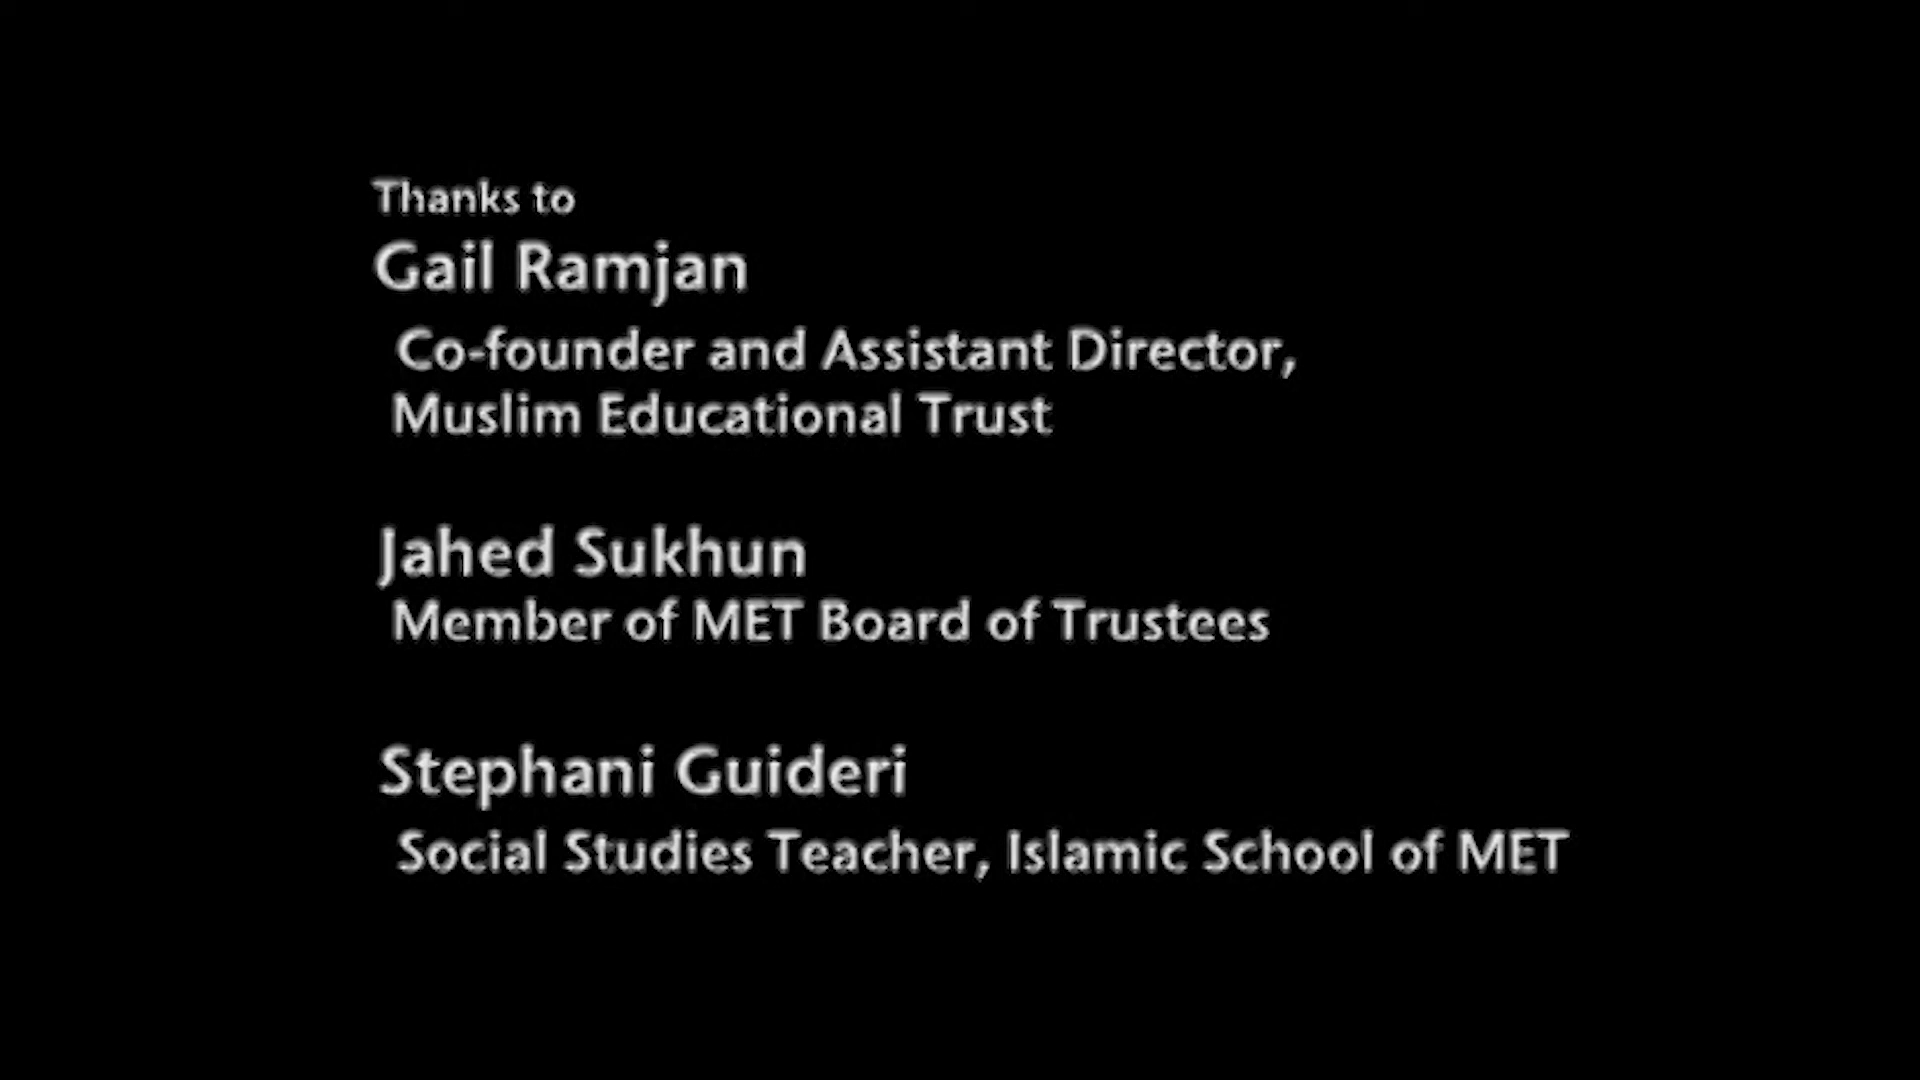 Thanks to
Gail Ramjan
Co-founder and Assistant Director,
Muslim Educational Trust
Jahed Sukhun
Member of MET Board of Trustees
Stephani Guideri
Social Studies Teacher, Islamic School of MET